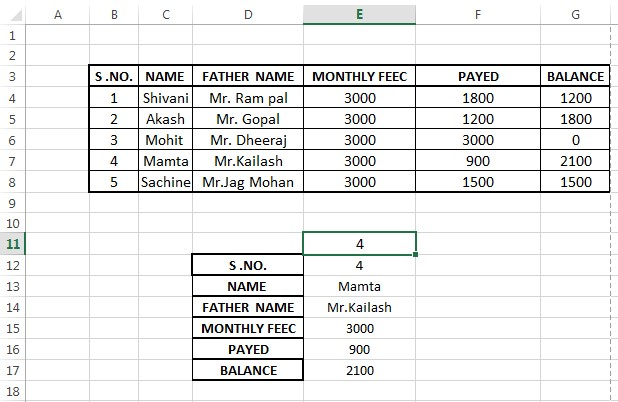 A B C D E F G
1
2
3 S.NO. NAME FATHER NAME MONTHLY FEEC PAYED BALANCE
4 1 Shivani Mr. Ram pal 3000 1800 1200
5 2 Akash Mr. Gopal 3000 1200 1800
6 3 Mohit Mr. Dheeraj 3000 3000 0
7 4 Mamta Mr.Kailash 3000 900 2100
8 5 Sachine Mr.Jag Mohan 3000 1500 1500
9
10
11 4
12 S.NO. 4
13 NAME Mamta
14 FATHER NAME Mr.Kailash
15 MONTHLY FEEC 3000
16 PAYED 900
17 BALANCE 2100
18